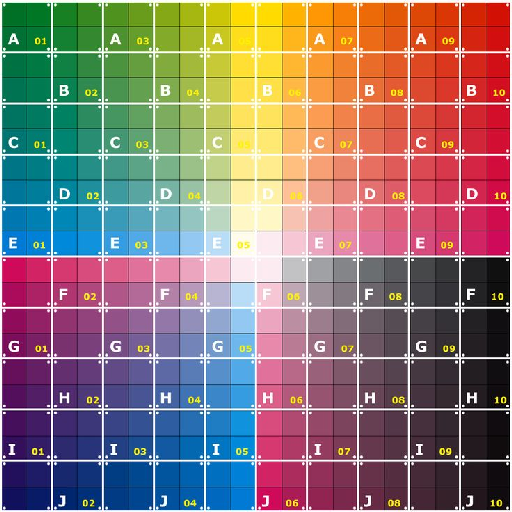 A 01 A 03 A 05 A 07 A 09
B 02 B 04 B 06 B 08 B 10
C 01 C 03 C 05 C 07 C 09
D 02 D 04 D 06 D 08 D 10
E 01 E 03 E 05 E 07 E 09
F 02 F 04 F 06 F 08 F 10
G 01 G 03 G 05 G 07 G 09
H 02 H 04 H 06 H 08 H 10
I 01 I 03 I 05 I 07 I 09
J 02 J 04 J 06 J 08 J 10